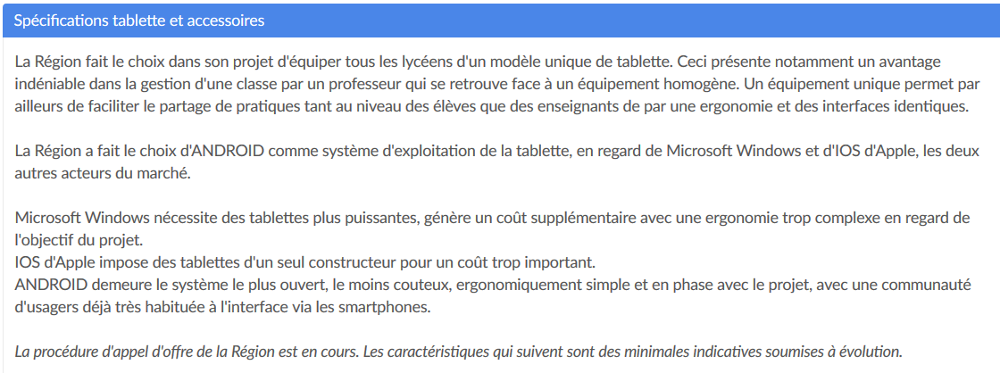 Spécifications tablette et accessoires
La Région fait le choix dans son projet d'équiper tous les lycéens d'un modèle unique de tablette. Ceci présente notamment un avantage
indéniable dans la gestion d'une classe par un professeur qui se retrouve face à un équipement homogène. Un équipement unique permet par
ailleurs de faciliter le partage de pratiques tant au niveau des élèves que des enseignants de par une ergonomie et des interfaces identiques.
La Région a fait le choix d'ANDROID comme système d'exploitation de la tablette, en regard de Microsoft Windows et d'IOS d'Apple, les deux
autres acteurs du marché.
Microsoft Windows nécessite des tablettes plus puissantes, génère un coût supplémentaire avec une ergonomie trop complexe en regard de
l'objectif du projet.
IOS d'Apple impose des tablettes d'un seul constructeur pour un coût trop important.
ANDROID demeure le système le plus ouvert, le moins couteux, ergonomiquement simple et en phase avec le projet, avec une communauté
d'usagers déjà très habituée à l'interface via les smartphones.
La procédure d'appel d'offre de la Région est en cours. Les caractéristiques qui suivent sont des minimales indicatives soumises à évolution.